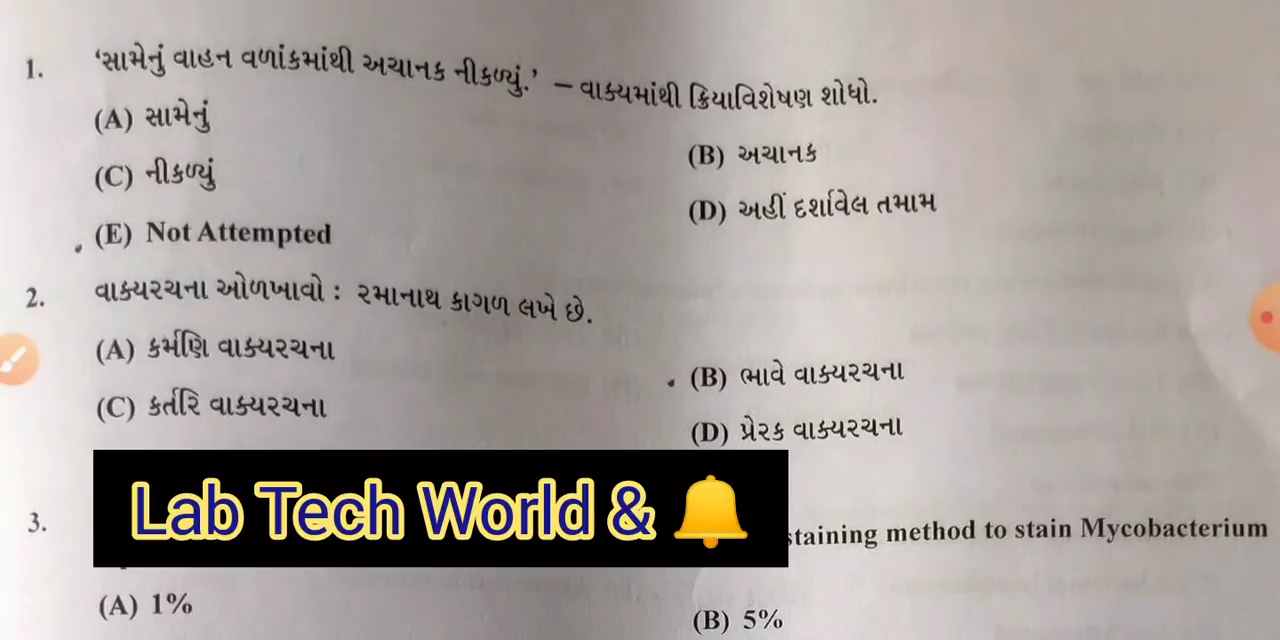 1. ‘સામેનું વાહન વળાંકમાંથી અચાનક નીકળ્યું.’ – વાક્યમાંથી ક્રિયાવિશેષણ શોધો.
(A) સામેનું
(B) અચાનક
(C) નીકળ્યું
(D) અહીં દર્શાવેલ તમામ
(E) Not Attempted
2. વાક્યરચના ઓળખાવો : રમાનાથ કાગળ લખે છે.
(A) કર્મણિ વાક્યરચના
(B) ભાવે વાક્યરચના
(C) કર્તરિ વાક્યરચના
(D) પ્રેરક વાક્યરચના
Lab Tech World &
3. staining method to stain Mycobacterium
(A) 1%
(B) 5%